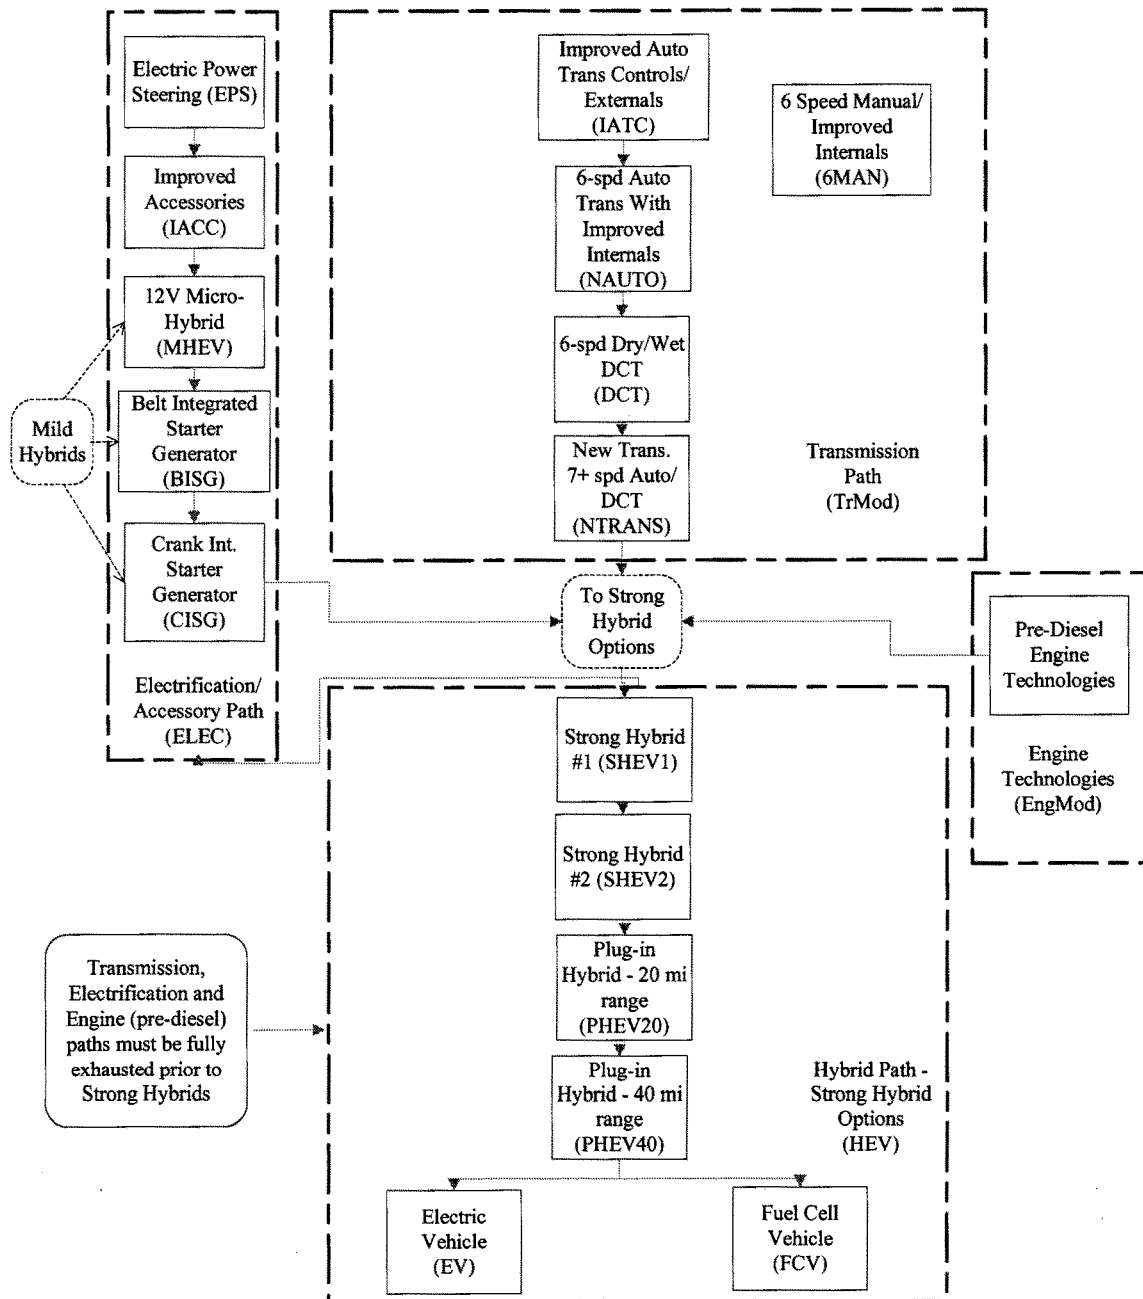 Electric Power
Steering (EPS)
Improved
Accessories
(IACC)
12V Micro-
Hybrid
(MHEV)
Mild
Hybrids
Belt Integrated
Starter
Generator
(BISG)
Crank Int.
Starter
Generator
(CISG)
Electrification/
Accessory Path
(ELEC)
Improved Auto
Trans Controls/
Externals
(IATC)
6 Speed Manual/
Improved
Internals
(6MAN)
6-spd Auto
Trans With
Improved
Internals
(NAUTO)
6-spd Dry/Wet
DCT
(DCT)
New Trans.
7+ spd Auto/
DCT
(NTRANS)
Transmission
Path
(TrMod)
To Strong
Hybrid
Options
Pre-Diesel
Engine
Technologies
Engine
Technologies
(EngMod)
Strong Hybrid
#1 (SHEV1)
Strong Hybrid
#2 (SHEV2)
Transmission,
Electrification and
Engine (pre-diesel)
paths must be fully
exhausted prior to
Strong Hybrids
Plug-in
Hybrid - 20 mi
range
(PHEV20)
Plug-in
Hybrid - 40 mi
range
(PHEV40)
Hybrid Path -
Strong Hybrid
Options
(HEV)
Electric
Vehicle
(EV)
Fuel Cell
Vehicle
(FCV)